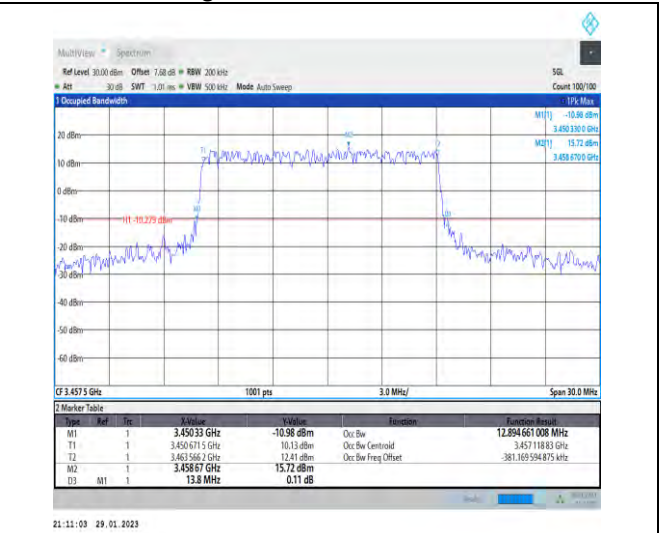 MultiView Spectrum
Ref Level 30.00 dBm Offset 7.68 dB RBW 200 kHz SGL
Att 30 dB SWT 1.01 ms VBW 500 kHz Mode Auto Sweep Count 100/100
1 Occupied Bandwidth 1Pk Max
M1[1] -10.98 dBm
3.450 330 0 GHz
M2[1] 15.72 dBm
3.458 670 0 GHz
20 dBm
M2
T1
10 dBm
0 dBm
M1
-10 dBm
H1 -10.279 dBm
D3
-20 dBm
-30 dBm
-40 dBm
-50 dBm
-60 dBm
CF 3.457 5 GHz 1001 pts 3.0 MHz/ Span 30.0 MHz
2 Marker Table
Type Ref Trc X-Value Y-Value Function Function Result
M1 1 3.450 33 GHz -10.98 dBm Occ Bw 12.894 661 008 MHz
T1 1 3.450 671 5 GHz 10.13 dBm Occ Bw Centroid 3.457 118 83 GHz
T2 1 3.463 566 2 GHz 12.41 dBm Occ Bw Freq Offset -381.169 594 875 kHz
M2 1 3.458 67 GHz 15.72 dBm
D3 M1 1 13.8 MHz 0.11 dB
21:11:03 29.01.2023